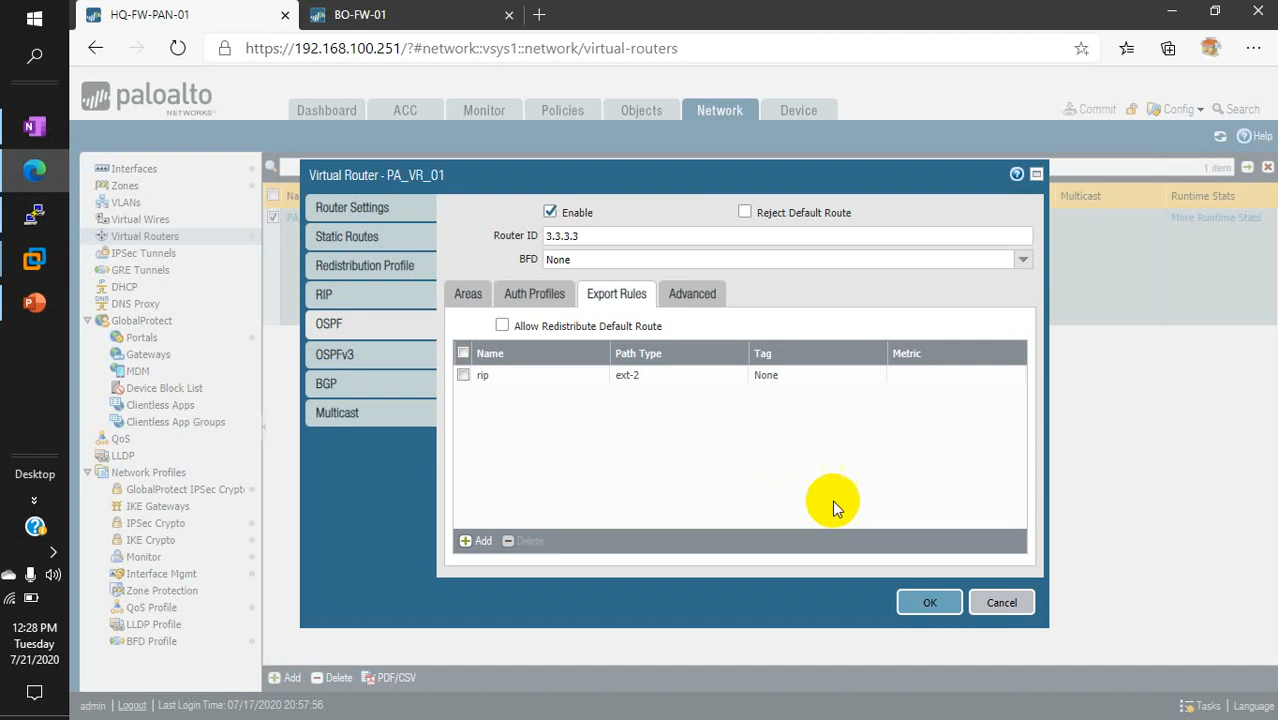 HQ-FW-PAN-01
BO-FW-01
https://192.168.100.251/?#network::vsys1::network/virtual-routers
paloalto
NETWORKS
Dashboard
ACC
Monitor
Policies
Objects
Network
Device
Commit
Config
Search
Help
Interfaces
Zones
VLANs
Virtual Wires
Virtual Routers
IPSec Tunnels
GRE Tunnels
DHCP
DNS Proxy
GlobalProtect
Portals
Gateways
MDM
Device Block List
Clientless Apps
Clientless App Groups
QoS
LLDP
Network Profiles
GlobalProtect IPSec Crypto
IKE Gateways
IPSec Crypto
IKE Crypto
Monitor
Interface Mgmt
Zone Protection
QoS Profile
LLDP Profile
BFD Profile
1 item
Na
Multicast
Runtime Stats
PA
More Runtime Stats
Virtual Router - PA_VR_01
Router Settings
Static Routes
Redistribution Profile
RIP
OSPF
OSPFv3
BGP
Multicast
Enable
Reject Default Route
Router ID 3.3.3.3
BFD None
Areas
Auth Profiles
Export Rules
Advanced
Allow Redistribute Default Route
Name Path Type Tag Metric
rip ext-2 None
Add Delete
OK
Cancel
Add Delete PDF/CSV
admin Logout Last Login Time: 07/17/2020 20:57:56
Tasks
Language
Desktop
12:28 PM
Tuesday
7/21/2020